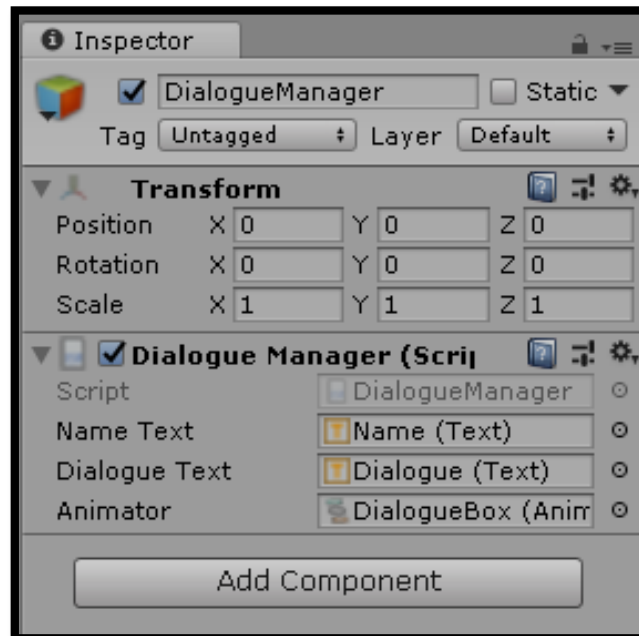 Inspector
DialogueManager Static
Tag Untagged Layer Default
Transform
Position X 0 Y 0 Z 0
Rotation X 0 Y 0 Z 0
Scale X 1 Y 1 Z 1
Dialogue Manager (Scrip
Script DialogueManager
Name Text Name (Text)
Dialogue Text Dialogue (Text)
Animator DialogueBox (Anim
Add Component